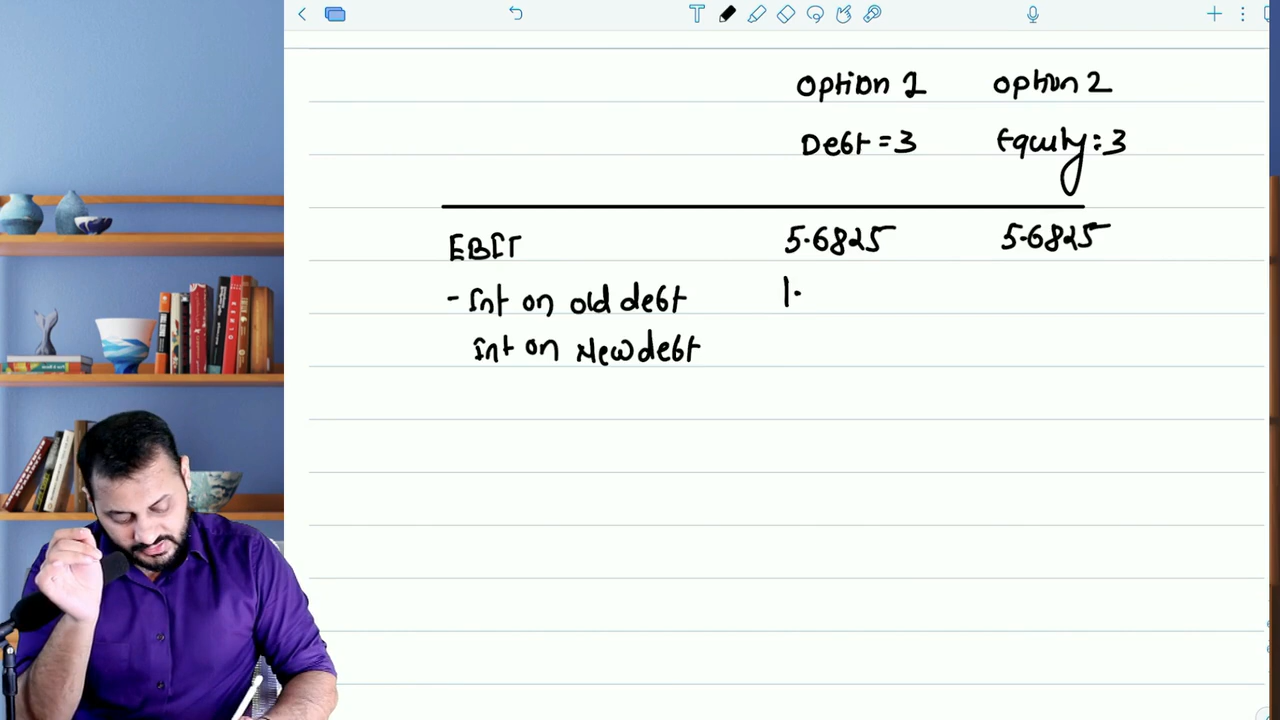 Option 1 Option 2
Debt = 3 Equity : 3
EBIT 5.6825 5.6825
- Int on old debt 1.
Int on New debt